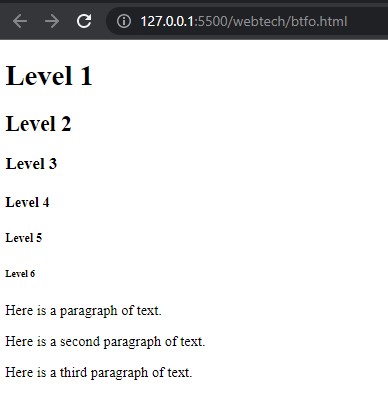 127.0.0.1:5500/webtech/btfo.html
Level 1
Level 2
Level 3
Level 4
Level 5
Level 6
Here is a paragraph of text.
Here is a second paragraph of text.
Here is a third paragraph of text.